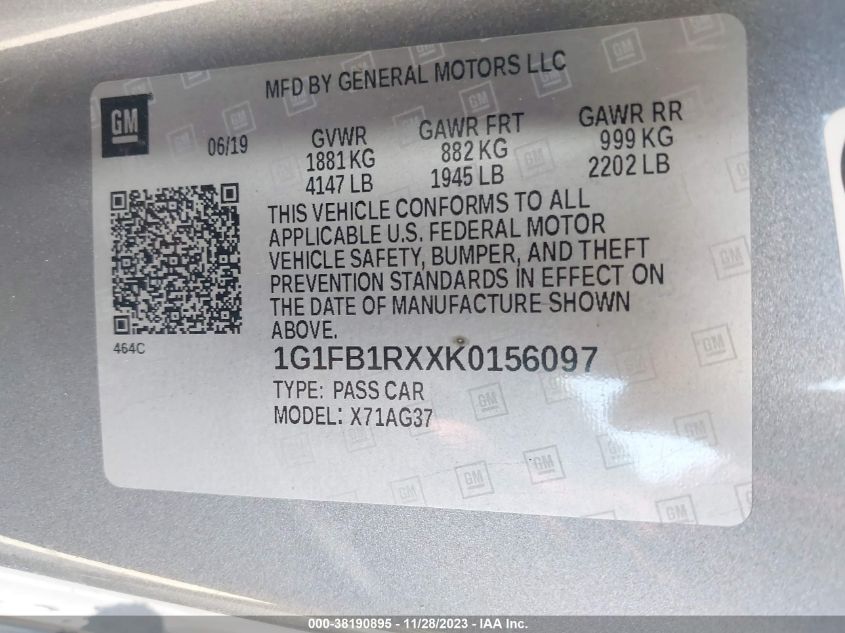 MFD BY GENERAL MOTORS LLC
GM
06/19
GVWR GAWR FRT GAWR RR
1881 KG 882 KG 999 KG
4147 LB 1945 LB 2202 LB
THIS VEHICLE CONFORMS TO ALL
APPLICABLE U.S. FEDERAL MOTOR
VEHICLE SAFETY, BUMPER, AND THEFT
PREVENTION STANDARDS IN EFFECT ON
THE DATE OF MANUFACTURE SHOWN
ABOVE.
464C
1G1FB1RXXK0156097
TYPE: PASS CAR
MODEL: X71AG37
000-38190895 - 11/28/2023 - IAAI.COM